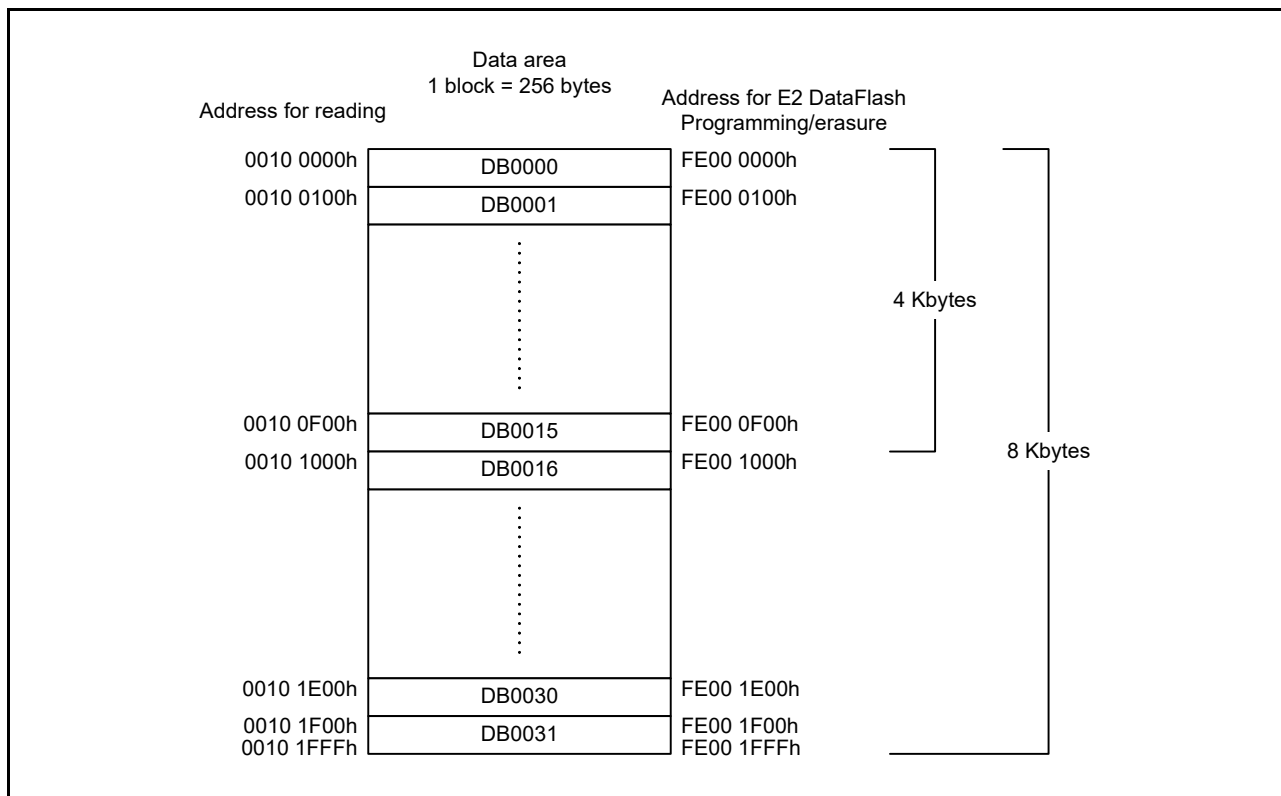 Data area
1 block = 256 bytes
Address for reading
Address for E2 DataFlash
Programming/erasure
0010 0000h
DB0000
FE00 0000h
0010 0100h
DB0001
FE00 0100h
4 Kbytes
0010 0F00h
DB0015
FE00 0F00h
0010 1000h
DB0016
FE00 1000h
8 Kbytes
0010 1E00h
DB0030
FE00 1E00h
0010 1F00h
DB0031
FE00 1F00h
0010 1FFFh
FE00 1FFFh